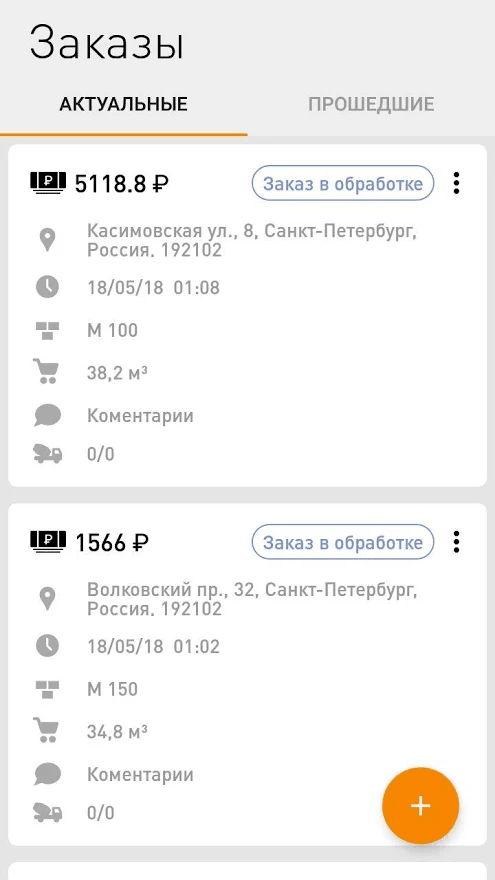 Заказы
АКТУАЛЬНЫЕ ПРОШЕДШИЕ
5118.8 ₽ Заказ в обработке
Касимовская ул., 8, Санкт-Петербург,
Россия, 192102
18/05/18 01:08
М 100
38,2 м³
Коментарии
0/0
1566 ₽ Заказ в обработке
Волковский пр., 32, Санкт-Петербург,
Россия, 192102
18/05/18 01:02
М 150
34,8 м³
Коментарии
0/0
+